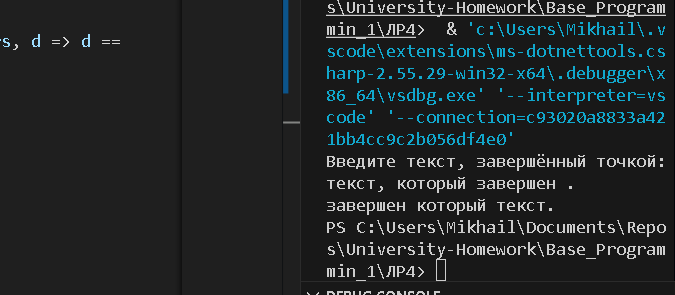 s\University-Homework\Base_Program
min_1\ЛР4>  & 'c:\Users\Mikhail\.v
rs, d => d ==
scode\extensions\ms-dotnettools.cs
harp-2.55.29-win32-x64\.debugger\x
86_64\vsdbg.exe' '--interpreter=vs
code' '--connection=c93020a8833a42
1bb4cc9c2b056df4e0'
Введите текст, завершённый точкой:
текст, который завершен .
завершен который текст.
PS C:\Users\Mikhail\Documents\Repo
s\University-Homework\Base_Program
min_1\ЛР4>
DEBUG CONSOLE